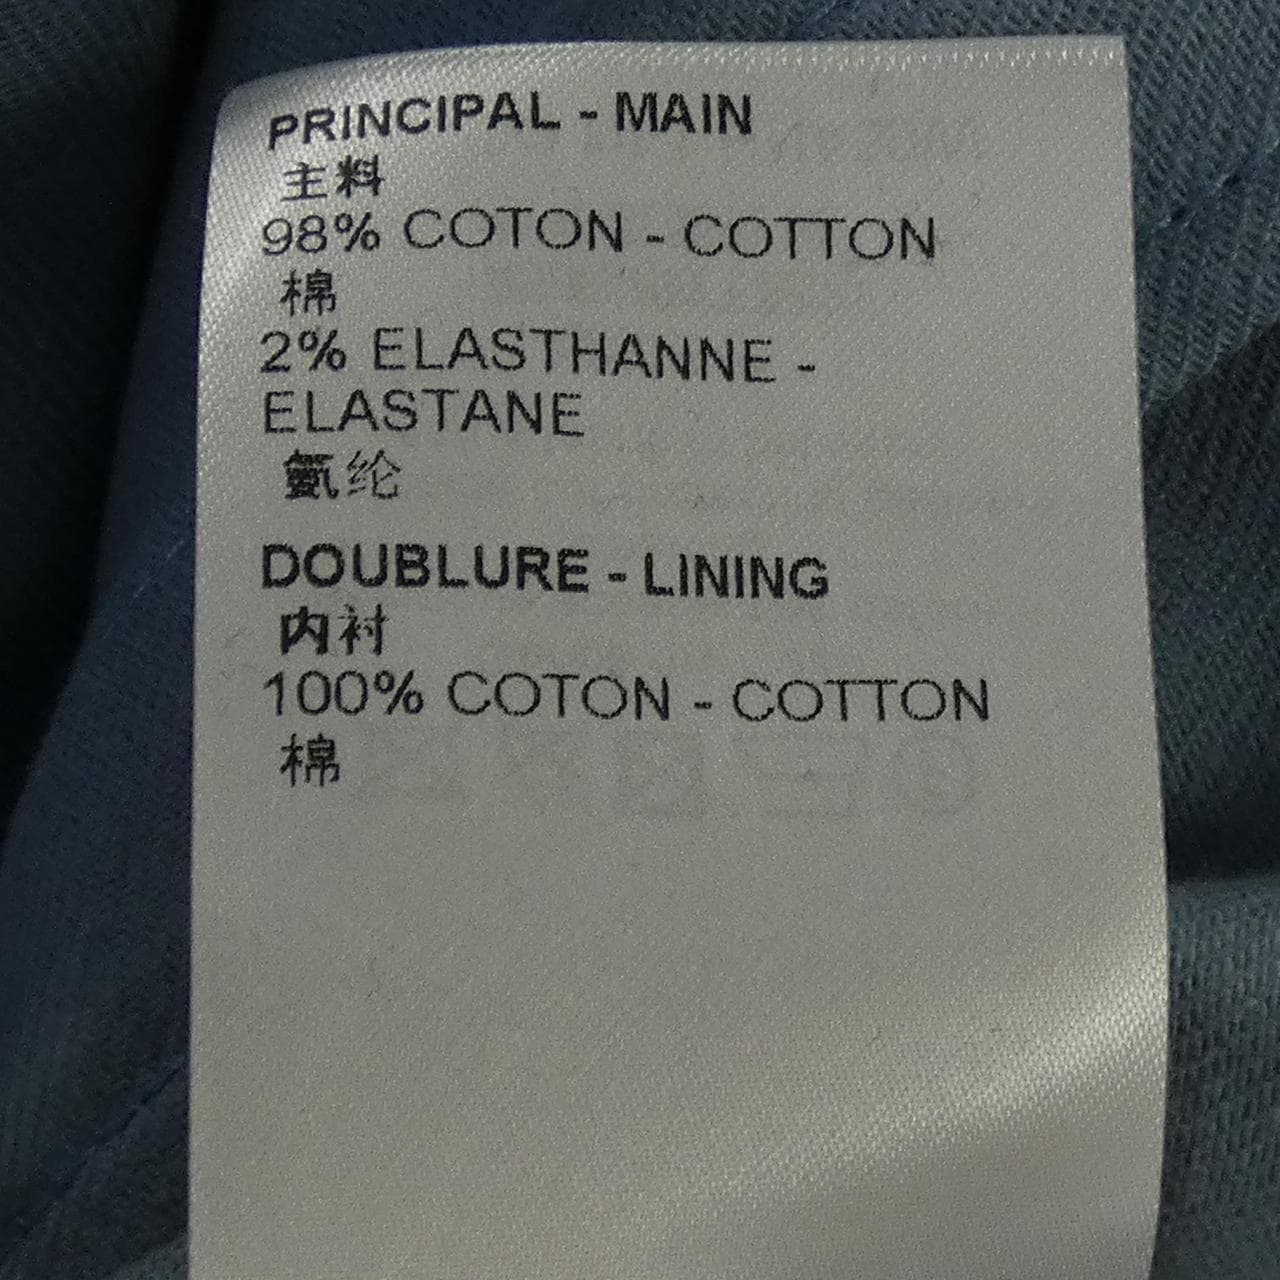 PRINCIPAL - MAIN
主料
98% COTON - COTTON
棉
2% ELASTHANNE -
ELASTANE
氨纶
DOUBLURE - LINING
内衬
100% COTON - COTTON
棉